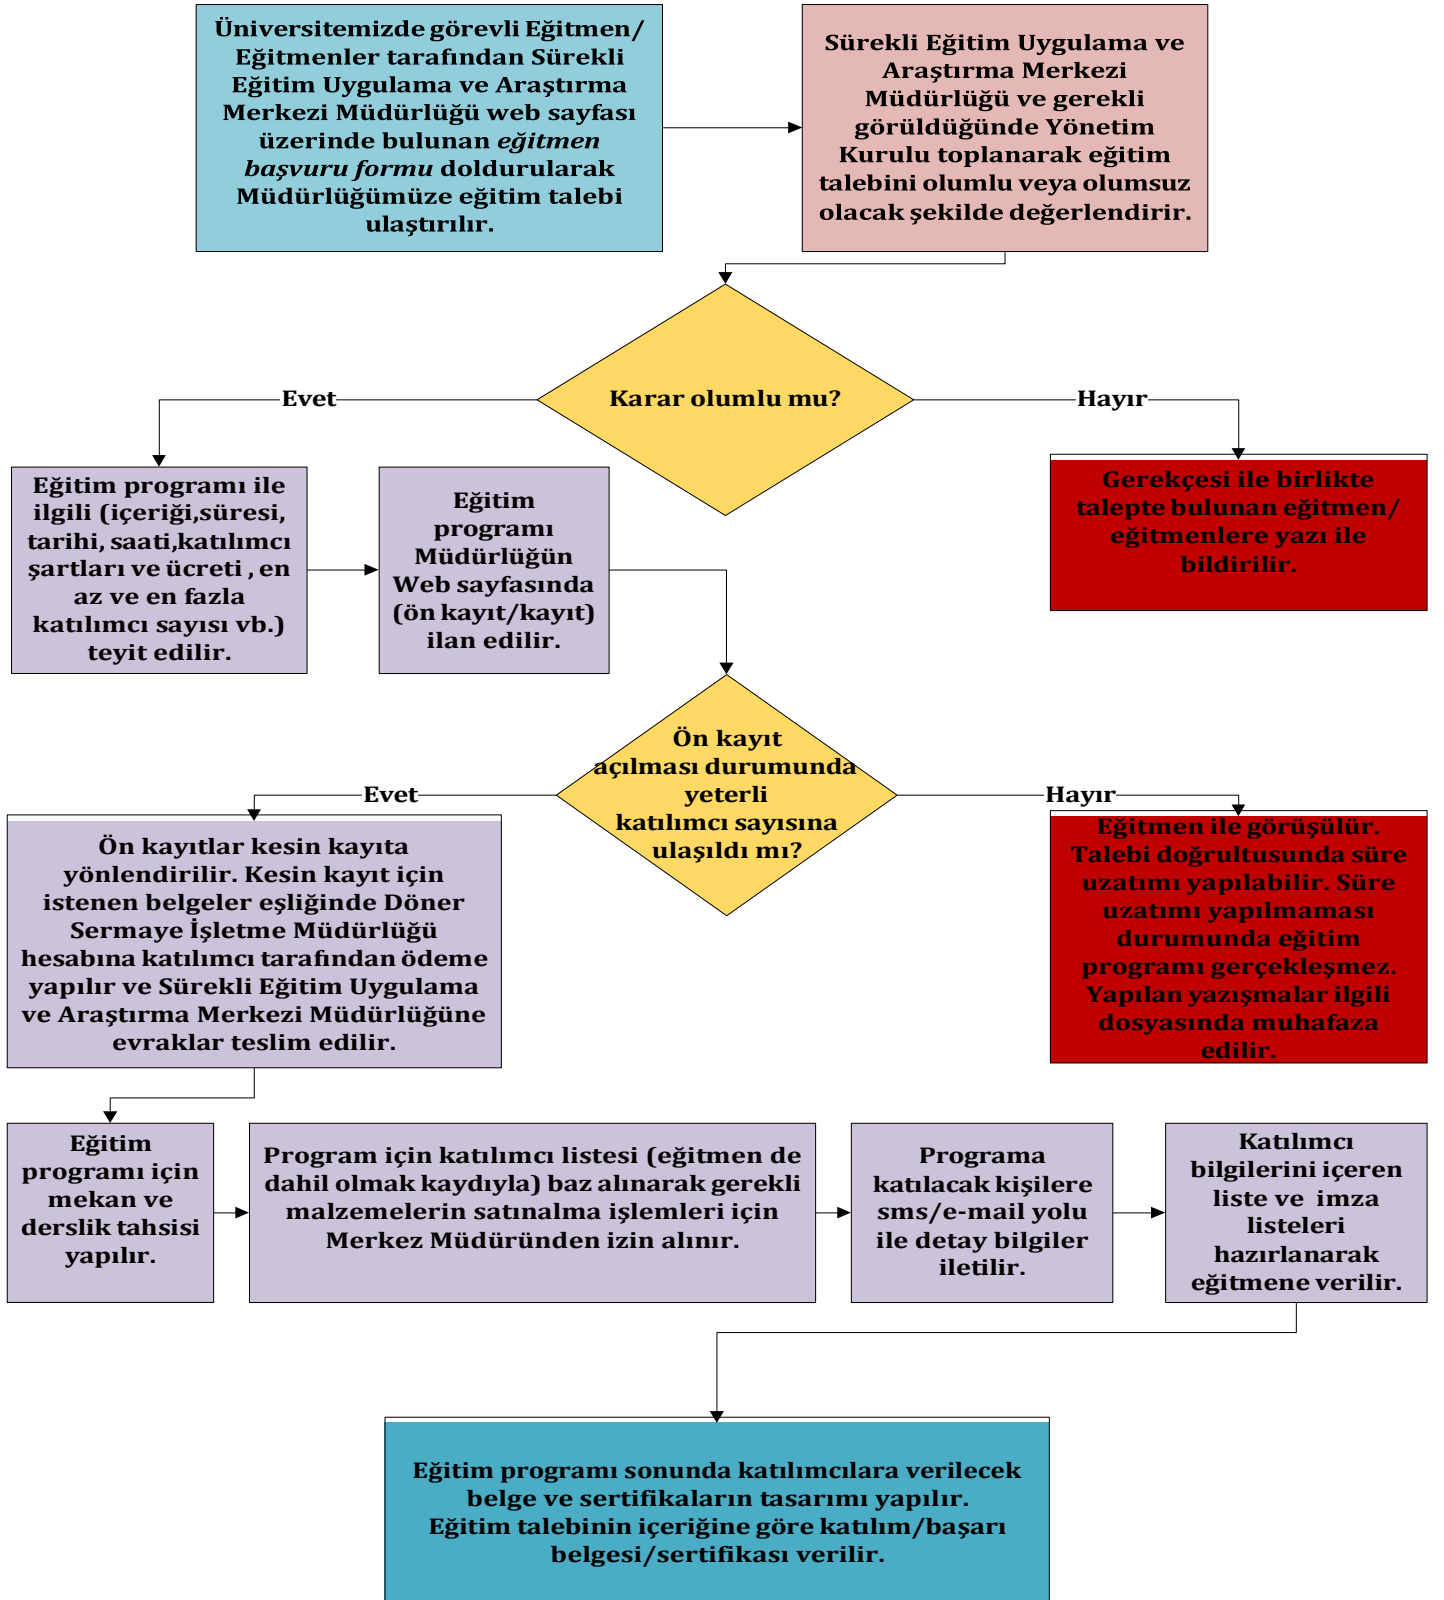 Üniversitemizde görevli Eğitmen/
Eğitmenler tarafından Sürekli
Eğitim Uygulama ve Araştırma
Merkezi Müdürlüğü web sayfası
üzerinde bulunan eğitmen
başvuru formu doldurularak
Müdürlüğümüze eğitim talebi
ulaştırılır.
Sürekli Eğitim Uygulama ve
Araştırma Merkezi
Müdürlüğü ve gerekli
görüldüğünde Yönetim
Kurulu toplanarak eğitim
talebini olumlu veya olumsuz
olacak şekilde değerlendirir.
Karar olumlu mu?
Evet
Hayır
Eğitim programı ile
ilgili (içeriği,süresi,
tarihi, saati,katılımcı
şartları ve ücreti , en
az ve en fazla
katılımcı sayısı vb.)
teyit edilir.
Eğitim
programı
Müdürlüğün
Web sayfasında
(ön kayıt/kayıt)
ilan edilir.
Gerekçesi ile birlikte
talepte bulunan eğitmen/
eğitmenlere yazı ile
bildirilir.
Ön kayıt
açılması durumunda
yeterli
katılımcı sayısına
ulaşıldı mı?
Evet
Hayır
Ön kayıtlar kesin kayıta
yönlendirilir. Kesin kayıt için
istenen belgeler eşliğinde Döner
Sermaye İşletme Müdürlüğü
hesabına katılımcı tarafından ödeme
yapılır ve Sürekli Eğitim Uygulama
ve Araştırma Merkezi Müdürlüğüne
evraklar teslim edilir.
Eğitmen ile görüşülür.
Talebi doğrultusunda süre
uzatımı yapılabilir. Süre
uzatımı yapılmaması
durumunda eğitim
programı gerçekleşmez.
Yapılan yazışmalar ilgili
dosyasında muhafaza
edilir.
Eğitim
programı için
mekan ve
derslik tahsisi
yapılır.
Program için katılımcı listesi (eğitmen de
dahil olmak kaydıyla) baz alınarak gerekli
malzemelerin satınalma işlemleri için
Merkez Müdüründen izin alınır.
Programa
katılacak kişilere
sms/e-mail yolu
ile detay bilgiler
iletilir.
Katılımcı
bilgilerini içeren
liste ve  imza
listeleri
hazırlanarak
eğitmene verilir.
Eğitim programı sonunda katılımcılara verilecek
belge ve sertifikaların tasarımı yapılır.
Eğitim talebinin içeriğine göre katılım/başarı
belgesi/sertifikası verilir.